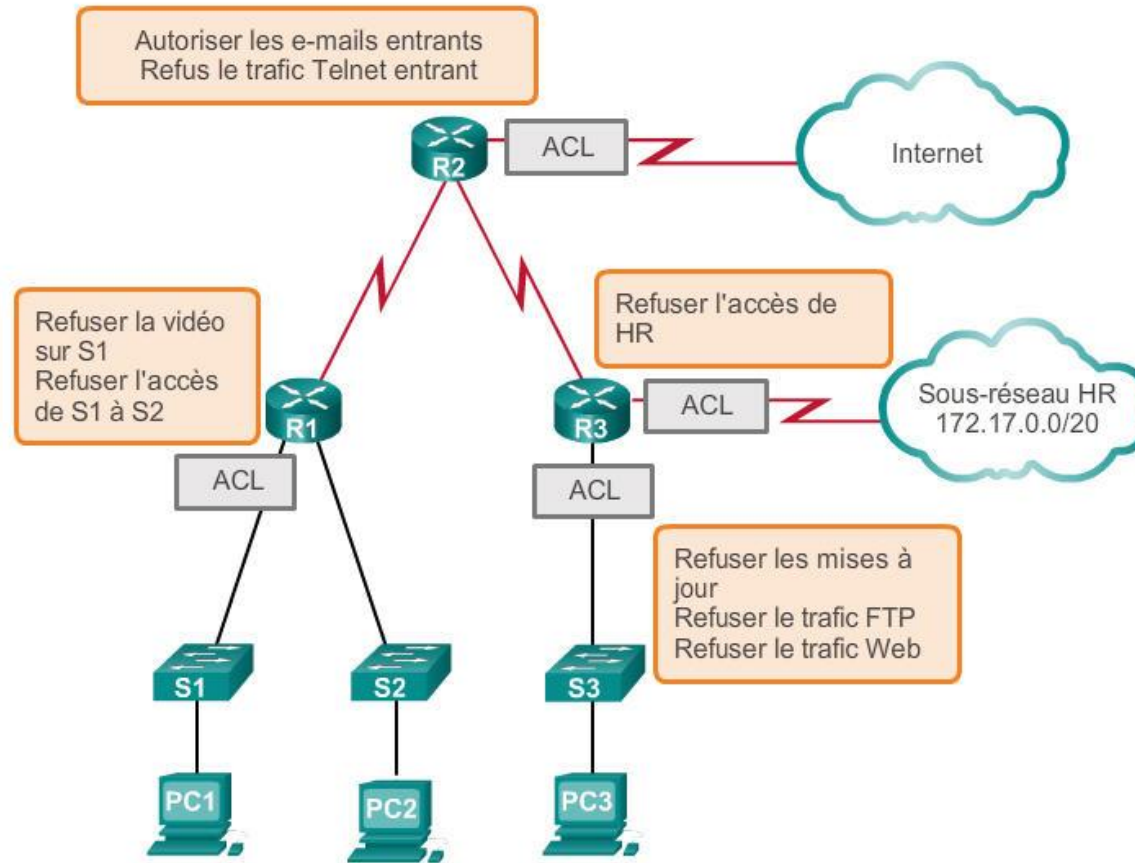 Autoriser les e-mails entrants
Refus le trafic Telnet entrant
ACL
R2
Internet
Refuser la vidéo
sur S1
Refuser l'accès
de S1 à S2
Refuser l'accès de
HR
R1
R3
ACL
Sous-réseau HR
172.17.0.0/20
ACL
ACL
Refuser les mises à
jour
Refuser le trafic FTP
Refuser le trafic Web
S1
S2
S3
PC1
PC2
PC3